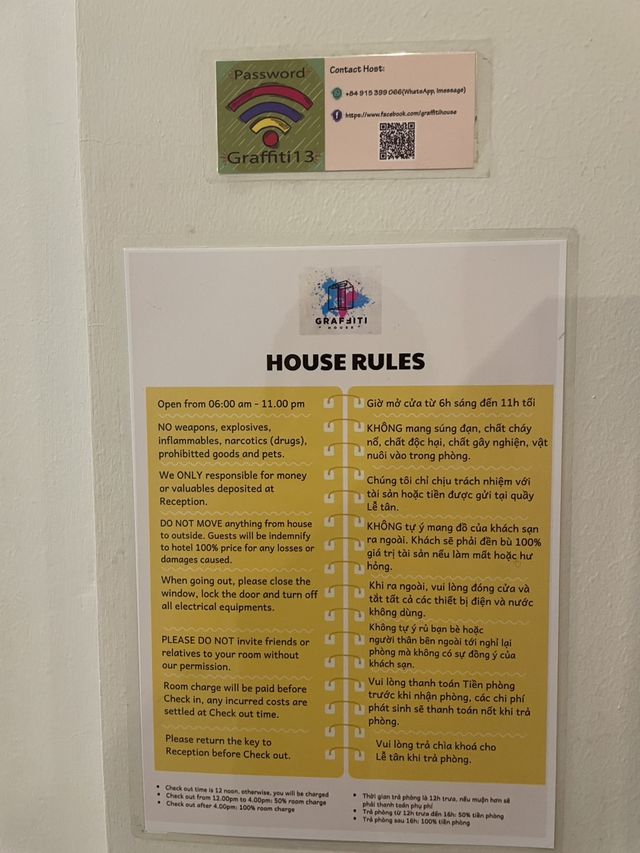 Password
Graffiti13
Contact Host:
+84 915 399 066(WhatsApp, Imessage)
https://www.facebook.com/graffitihouse
GRAFFITI
HOUSE
HOUSE RULES
Open from 06:00 am - 11.00 pm
NO weapons, explosives,
inflammables, narcotics (drugs),
prohibitted goods and pets.
We ONLY responsible for money
or valuables deposited at
Reception.
DO NOT MOVE anything from house
to outside. Guests will be indemnify
to hotel 100% price for any losses or
damages caused.
When going out, please close the
window, lock the door and turn off
all electrical equipments.
PLEASE DO NOT invite friends or
relatives to your room without
our permission.
Room charge will be paid before
Check in, any incurred costs are
settled at Check out time.
Please return the key to
Reception before Check out.
Giờ mở cửa từ 6h sáng đến 11h tối
KHÔNG mang súng đạn, chất cháy
nổ, chất độc hại, chất gây nghiện, vật
nuôi vào trong phòng.
Chúng tôi chỉ chịu trách nhiệm với
tài sản hoặc tiền được gửi tại quầy
Lễ tân.
KHÔNG tự ý mang đồ của khách sạn
ra ngoài. Khách sẽ phải đền bù 100%
giá trị tài sản nếu làm mất hoặc hư
hỏng.
Khi ra ngoài, vui lòng đóng cửa và
tắt tất cả các thiết bị điện và nước
không dùng.
Không tự ý rủ bạn bè hoặc
người thân bên ngoài tới nghỉ lại
phòng mà không có sự đồng ý của
khách sạn.
Vui lòng thanh toán Tiền phòng
trước khi nhận phòng, các chi phí
phát sinh sẽ thanh toán nốt khi trả
phòng.
Vui lòng trả chìa khoá cho
Lễ tân khi trả phòng.
Check out time is 12 noon, otherwise, you will be charged
Check out from 12.00pm to 4.00pm: 50% room charge
Check out after 4.00pm: 100% room charge
Thời gian trả phòng là 12h trưa, nếu muộn hơn sẽ
phải thanh toán phụ phí
Trả phòng từ 12h trưa đến 16h: 50% tiền phòng
Trả phòng sau 16h: 100% tiền phòng